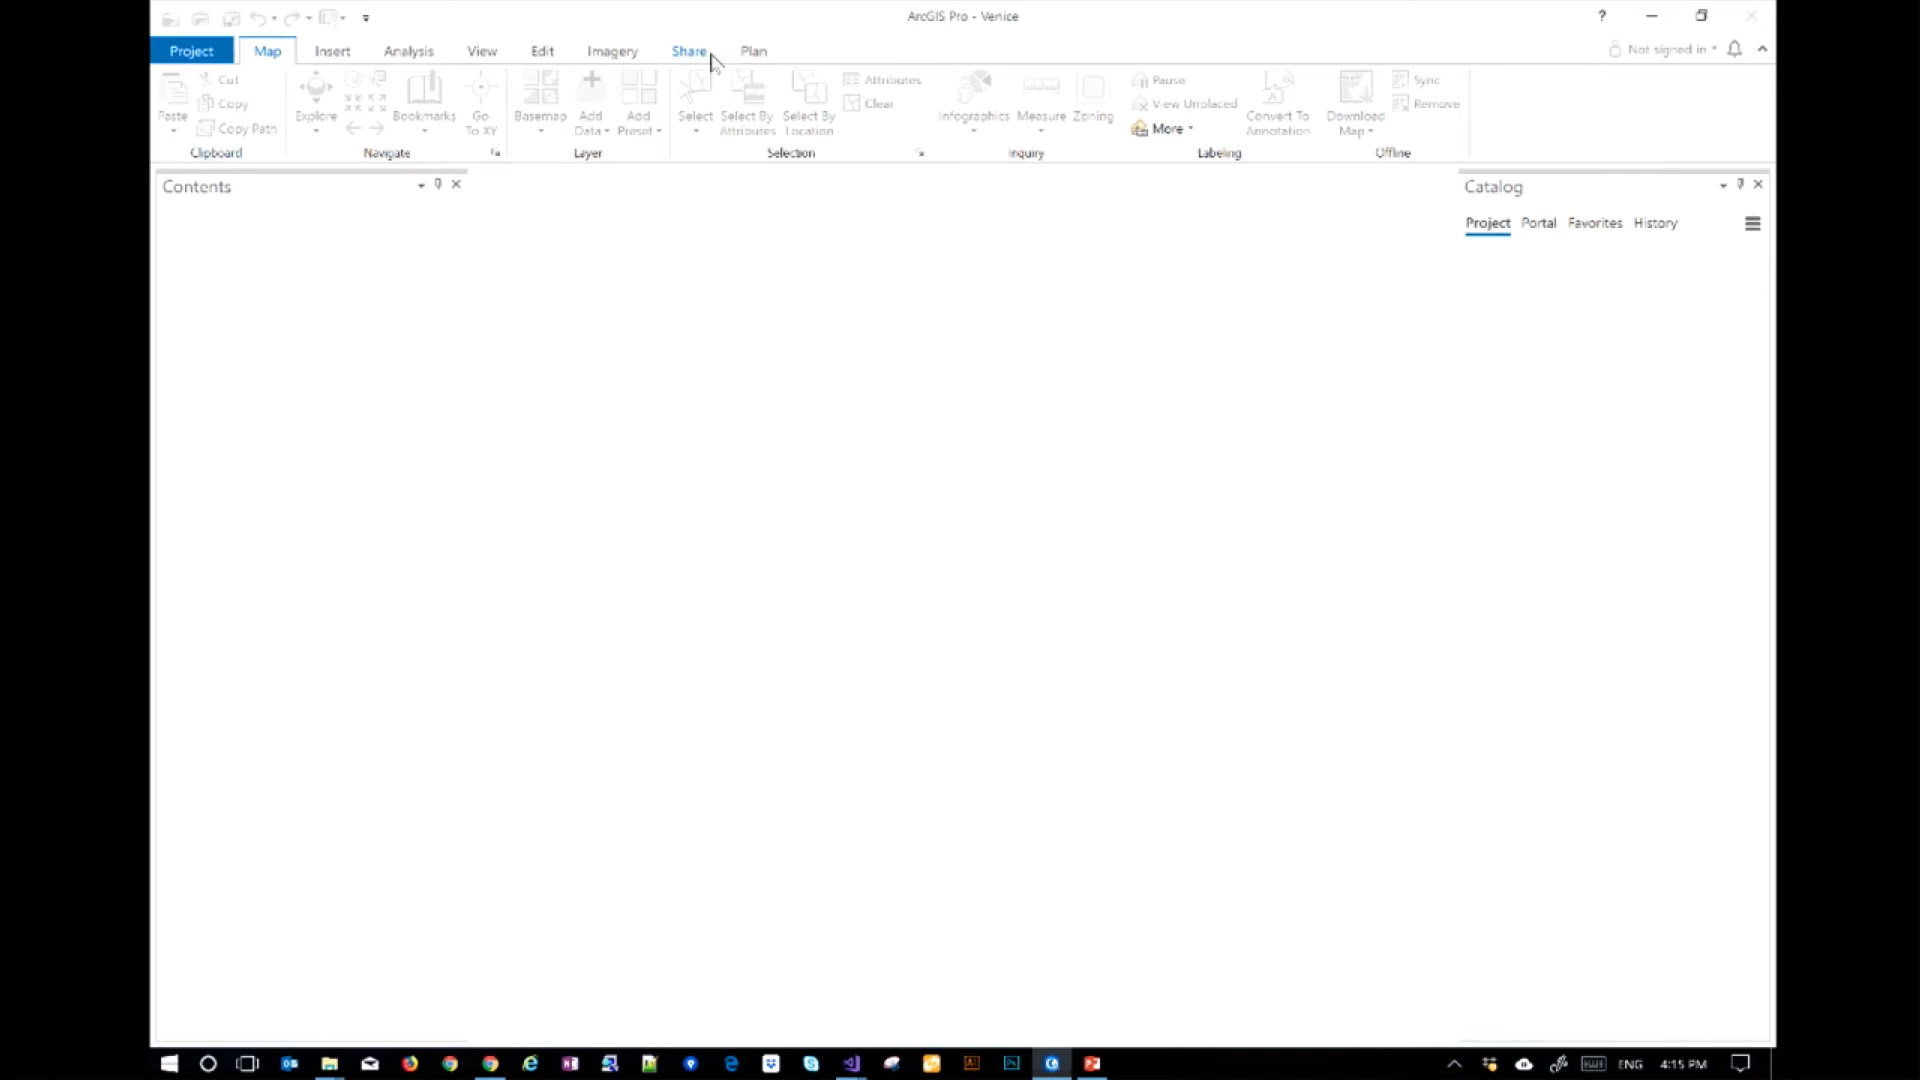 ArcGIS Pro - Venice
?
Project Map Insert Analysis View Edit Imagery Share Plan
Not signed in
Paste
Cut
Copy
Copy Path
Clipboard
Explore
Bookmarks
Go To XY
Navigate
Basemap
Add Data
Add Preset
Layer
Select
Select By Attributes
Select By Location
Attributes
Clear
Selection
Infographics
Measure
Zoning
Inquiry
Pause
View Unplaced
More
Convert To Annotation
Labeling
Download Map
Sync
Remove
Offline
Contents
Catalog
Project Portal Favorites History
ENG 4:15 PM